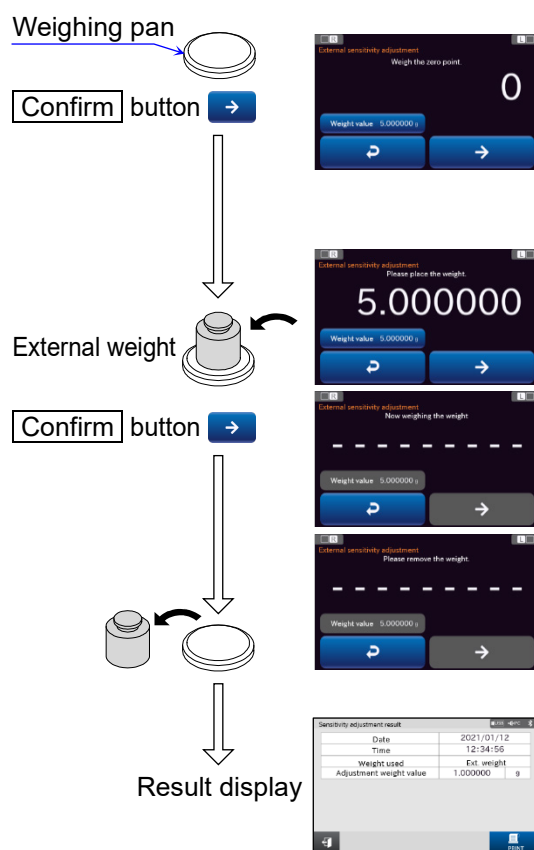 Weighing pan
Confirm button
R L
External sensitivity adjustment
Weigh the zero point.
0
Weight value 5.000000 g
External weight
R L
External sensitivity adjustment
Please place the weight.
5.000000
Weight value 5.000000 g
Confirm button
R L
External sensitivity adjustment
Now weighing the weight
- - - - - - - - -
Weight value 5.000000 g
R L
External sensitivity adjustment
Please remove the weight.
- - - - - - - - -
Weight value 5.000000 g
Result display
Sensitivity adjustment result
Date 2021/01/12
Time 12:34:56
Weight used Ext. weight
Adjustment weight value 1.000000 g
PRINT